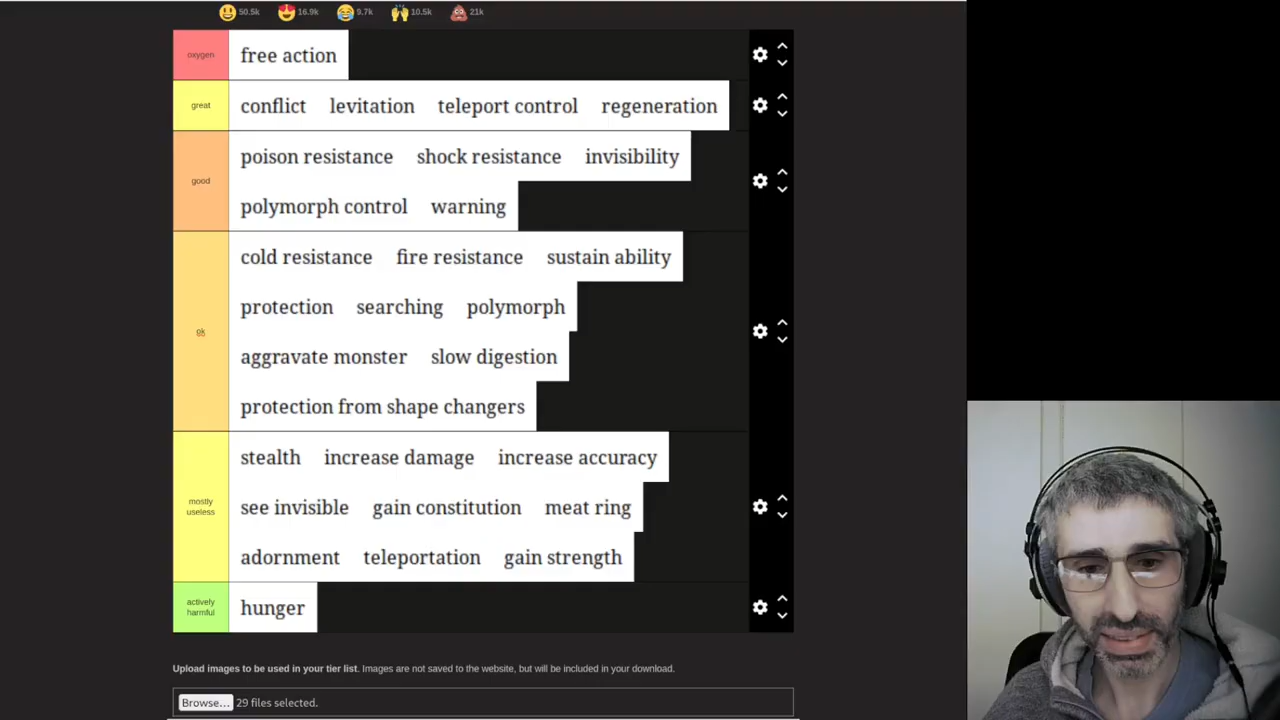 50.5k 16.9k 9.7k 10.5k 21k
oxygen
free action
great
conflict levitation teleport control regeneration
good
poison resistance shock resistance invisibility
polymorph control warning
ok
cold resistance fire resistance sustain ability
protection searching polymorph
aggravate monster slow digestion
protection from shape changers
mostly
useless
stealth increase damage increase accuracy
see invisible gain constitution meat ring
adornment teleportation gain strength
actively
harmful
hunger
Upload images to be used in your tier list. Images are not saved to the website, but will be included in your download.
Browse... 29 files selected.